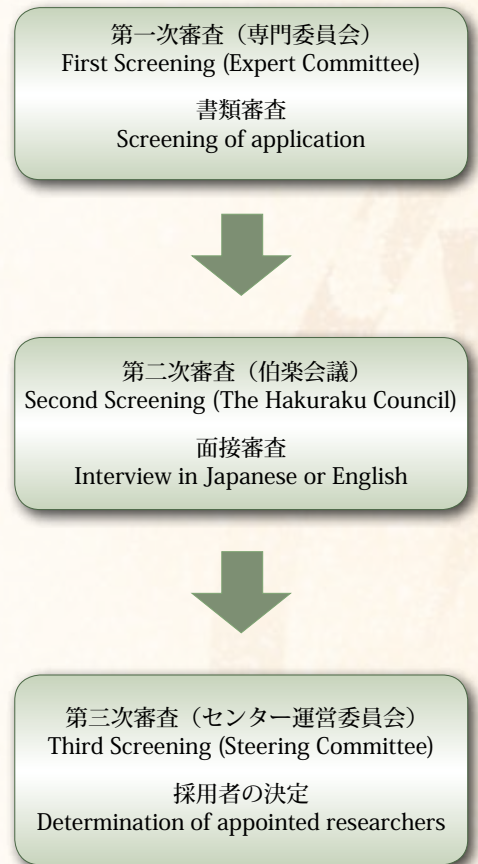 第一次審査（専門委員会）
First Screening (Expert Committee)
書類審査
Screening of application
第二次審査（伯楽会議）
Second Screening (The Hakuraku Council)
面接審査
Interview in Japanese or English
第三次審査（センター運営委員会）
Third Screening (Steering Committee)
採用者の決定
Determination of appointed researchers